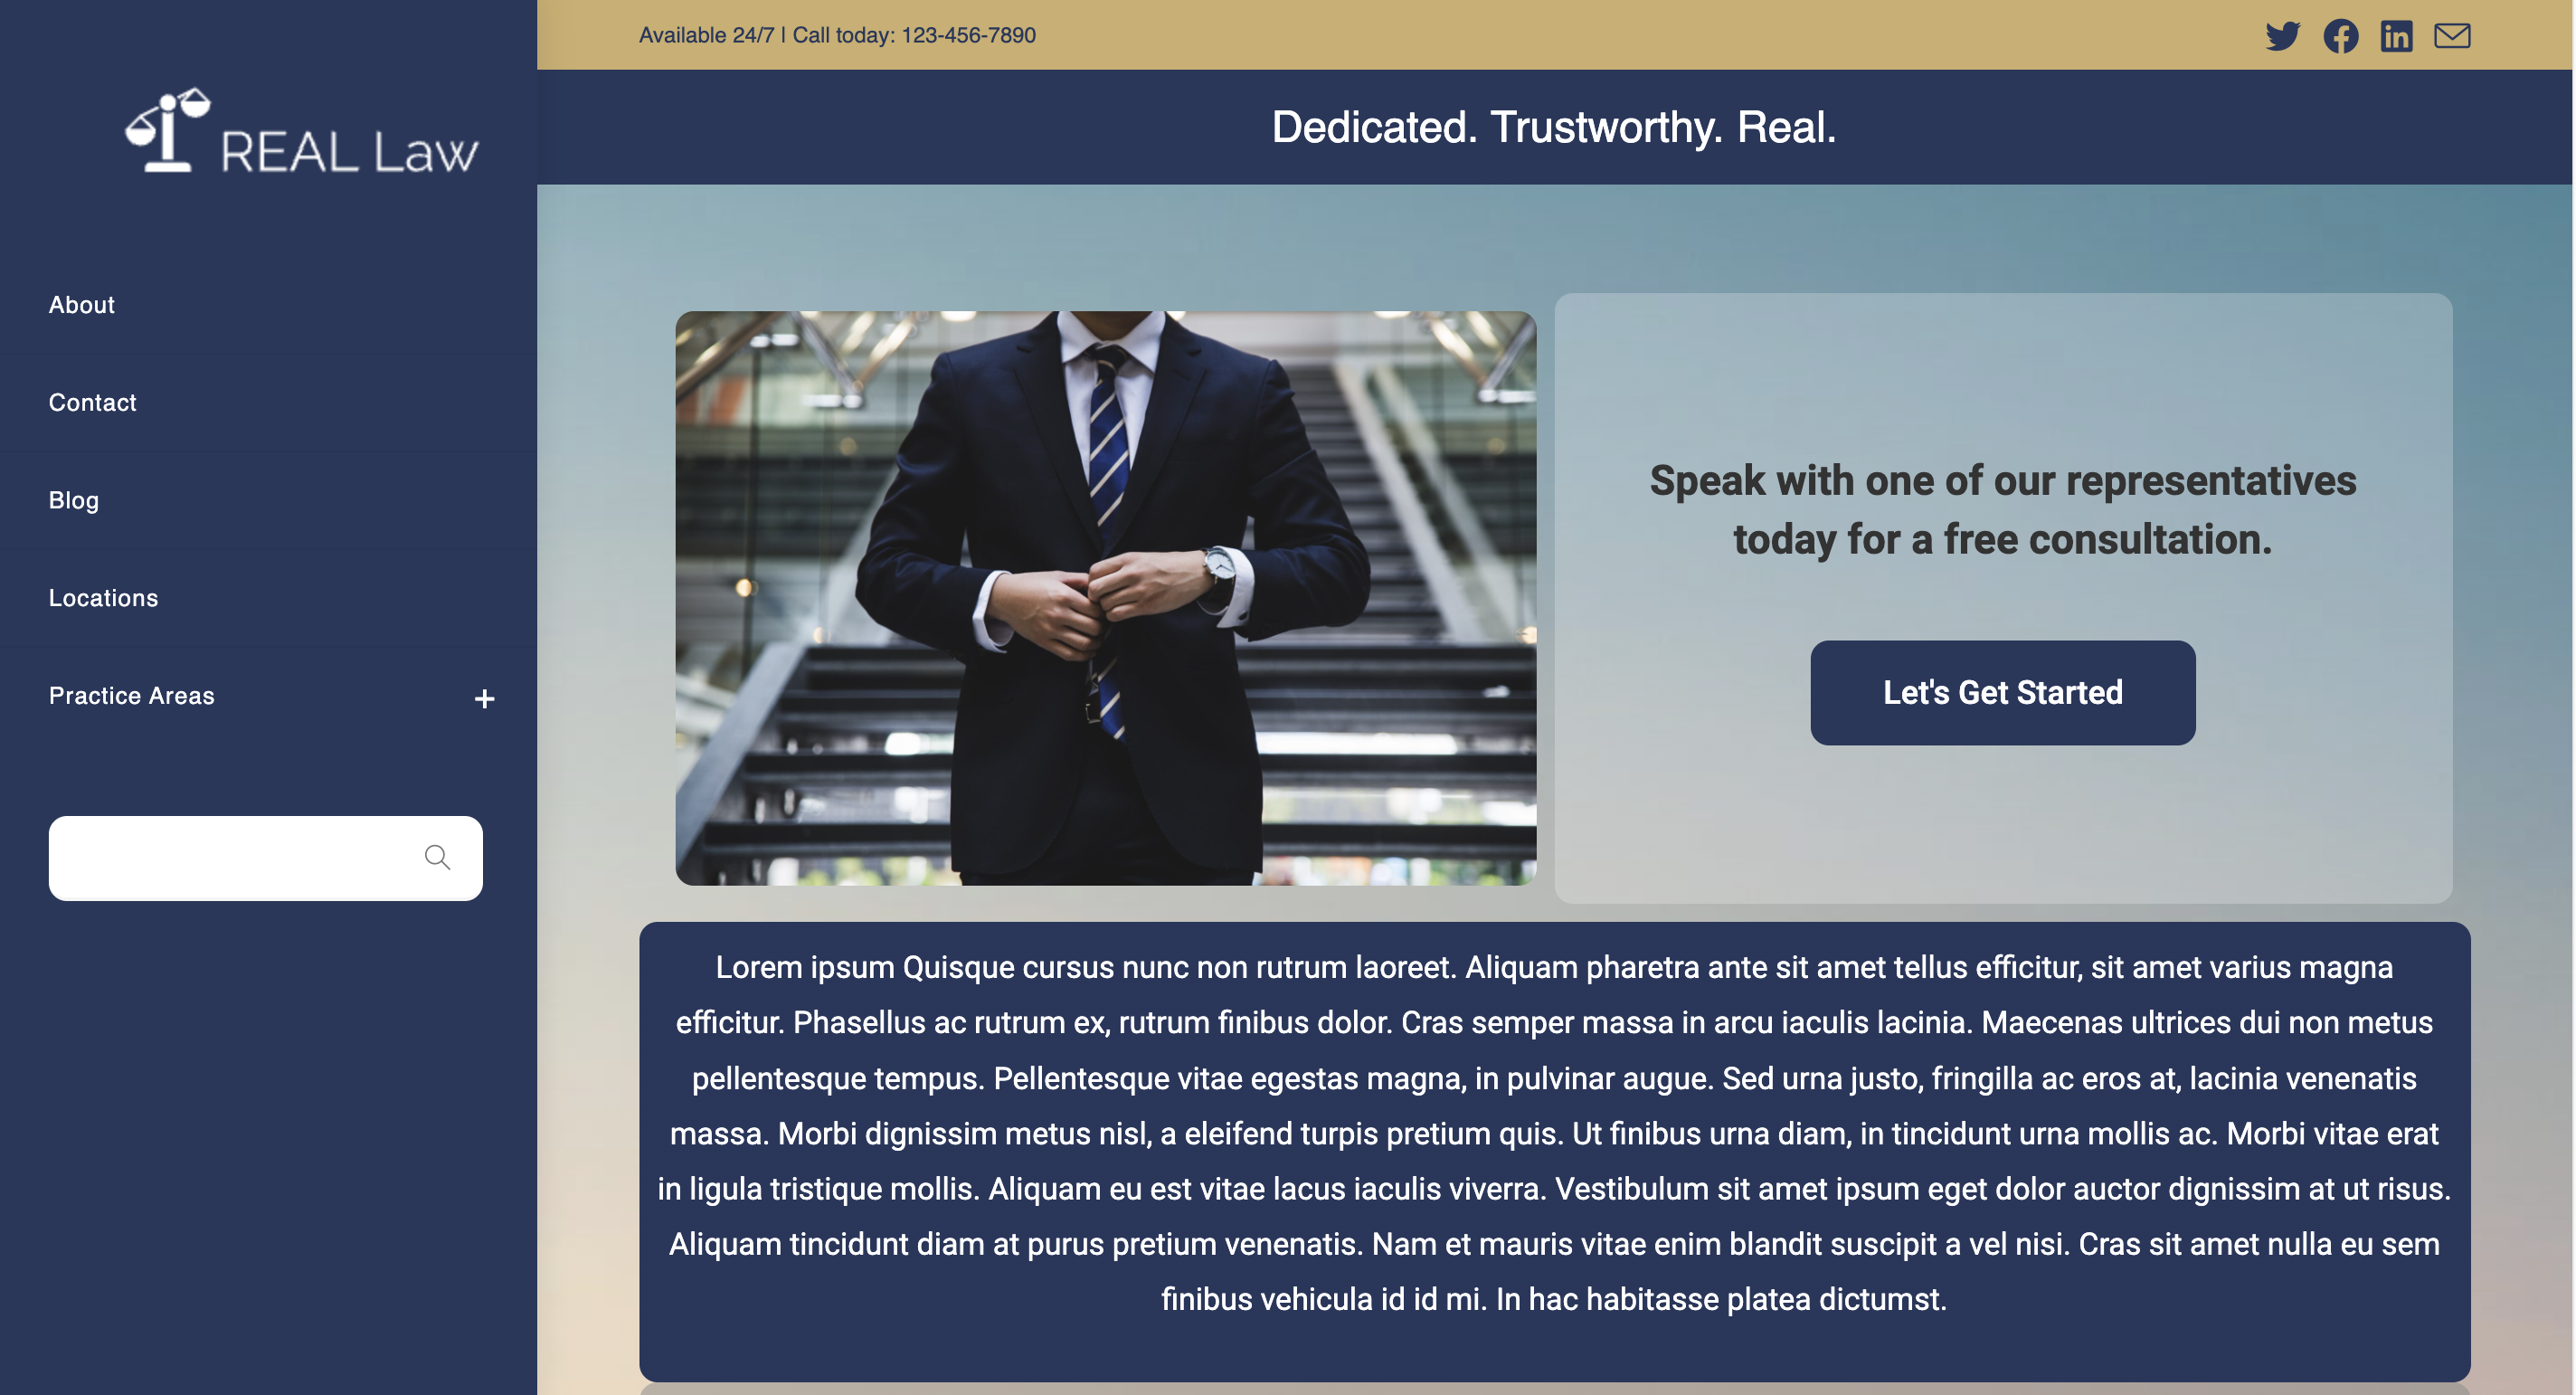 REAL Law
About
Contact
Blog
Locations
Practice Areas
Available 24/7 | Call today: 123-456-7890
Dedicated. Trustworthy. Real.
Speak with one of our representatives
today for a free consultation.
Let's Get Started
Lorem ipsum Quisque cursus nunc non rutrum laoreet. Aliquam pharetra ante sit amet tellus efficitur, sit amet varius magna
efficitur. Phasellus ac rutrum ex, rutrum finibus dolor. Cras semper massa in arcu iaculis lacinia. Maecenas ultrices dui non metus
pellentesque tempus. Pellentesque vitae egestas magna, in pulvinar augue. Sed urna justo, fringilla ac eros at, lacinia venenatis
massa. Morbi dignissim metus nisl, a eleifend turpis pretium quis. Ut finibus urna diam, in tincidunt urna mollis ac. Morbi vitae erat
in ligula tristique mollis. Aliquam eu est vitae lacus iaculis viverra. Vestibulum sit amet ipsum eget dolor auctor dignissim at ut risus.
Aliquam tincidunt diam at purus pretium venenatis. Nam et mauris vitae enim blandit suscipit a vel nisi. Cras sit amet nulla eu sem
finibus vehicula id id mi. In hac habitasse platea dictumst.